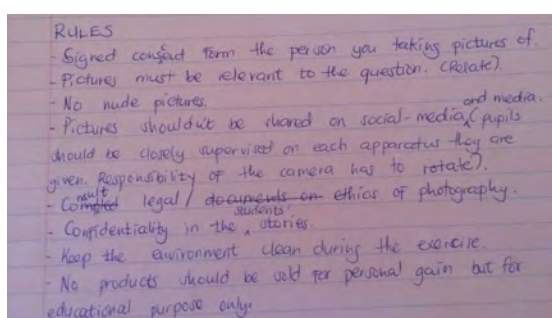 RULES
- Signed consent form the person you taking pictures of.
- Pictures must be relevant to the question. (Relate).
- No nude pictures.
- Pictures shouldn't be shared on social-media and media. (pupils
should be closely supervised on each apparatus they are
given. Responsibility of the camera has to rotate).
- Consult legal / documents on ethics of photography.
- Confidentiality in the students' stories.
- Keep the environment clean during the exercise.
- No products should be sold for personal gain but for
educational purpose only.